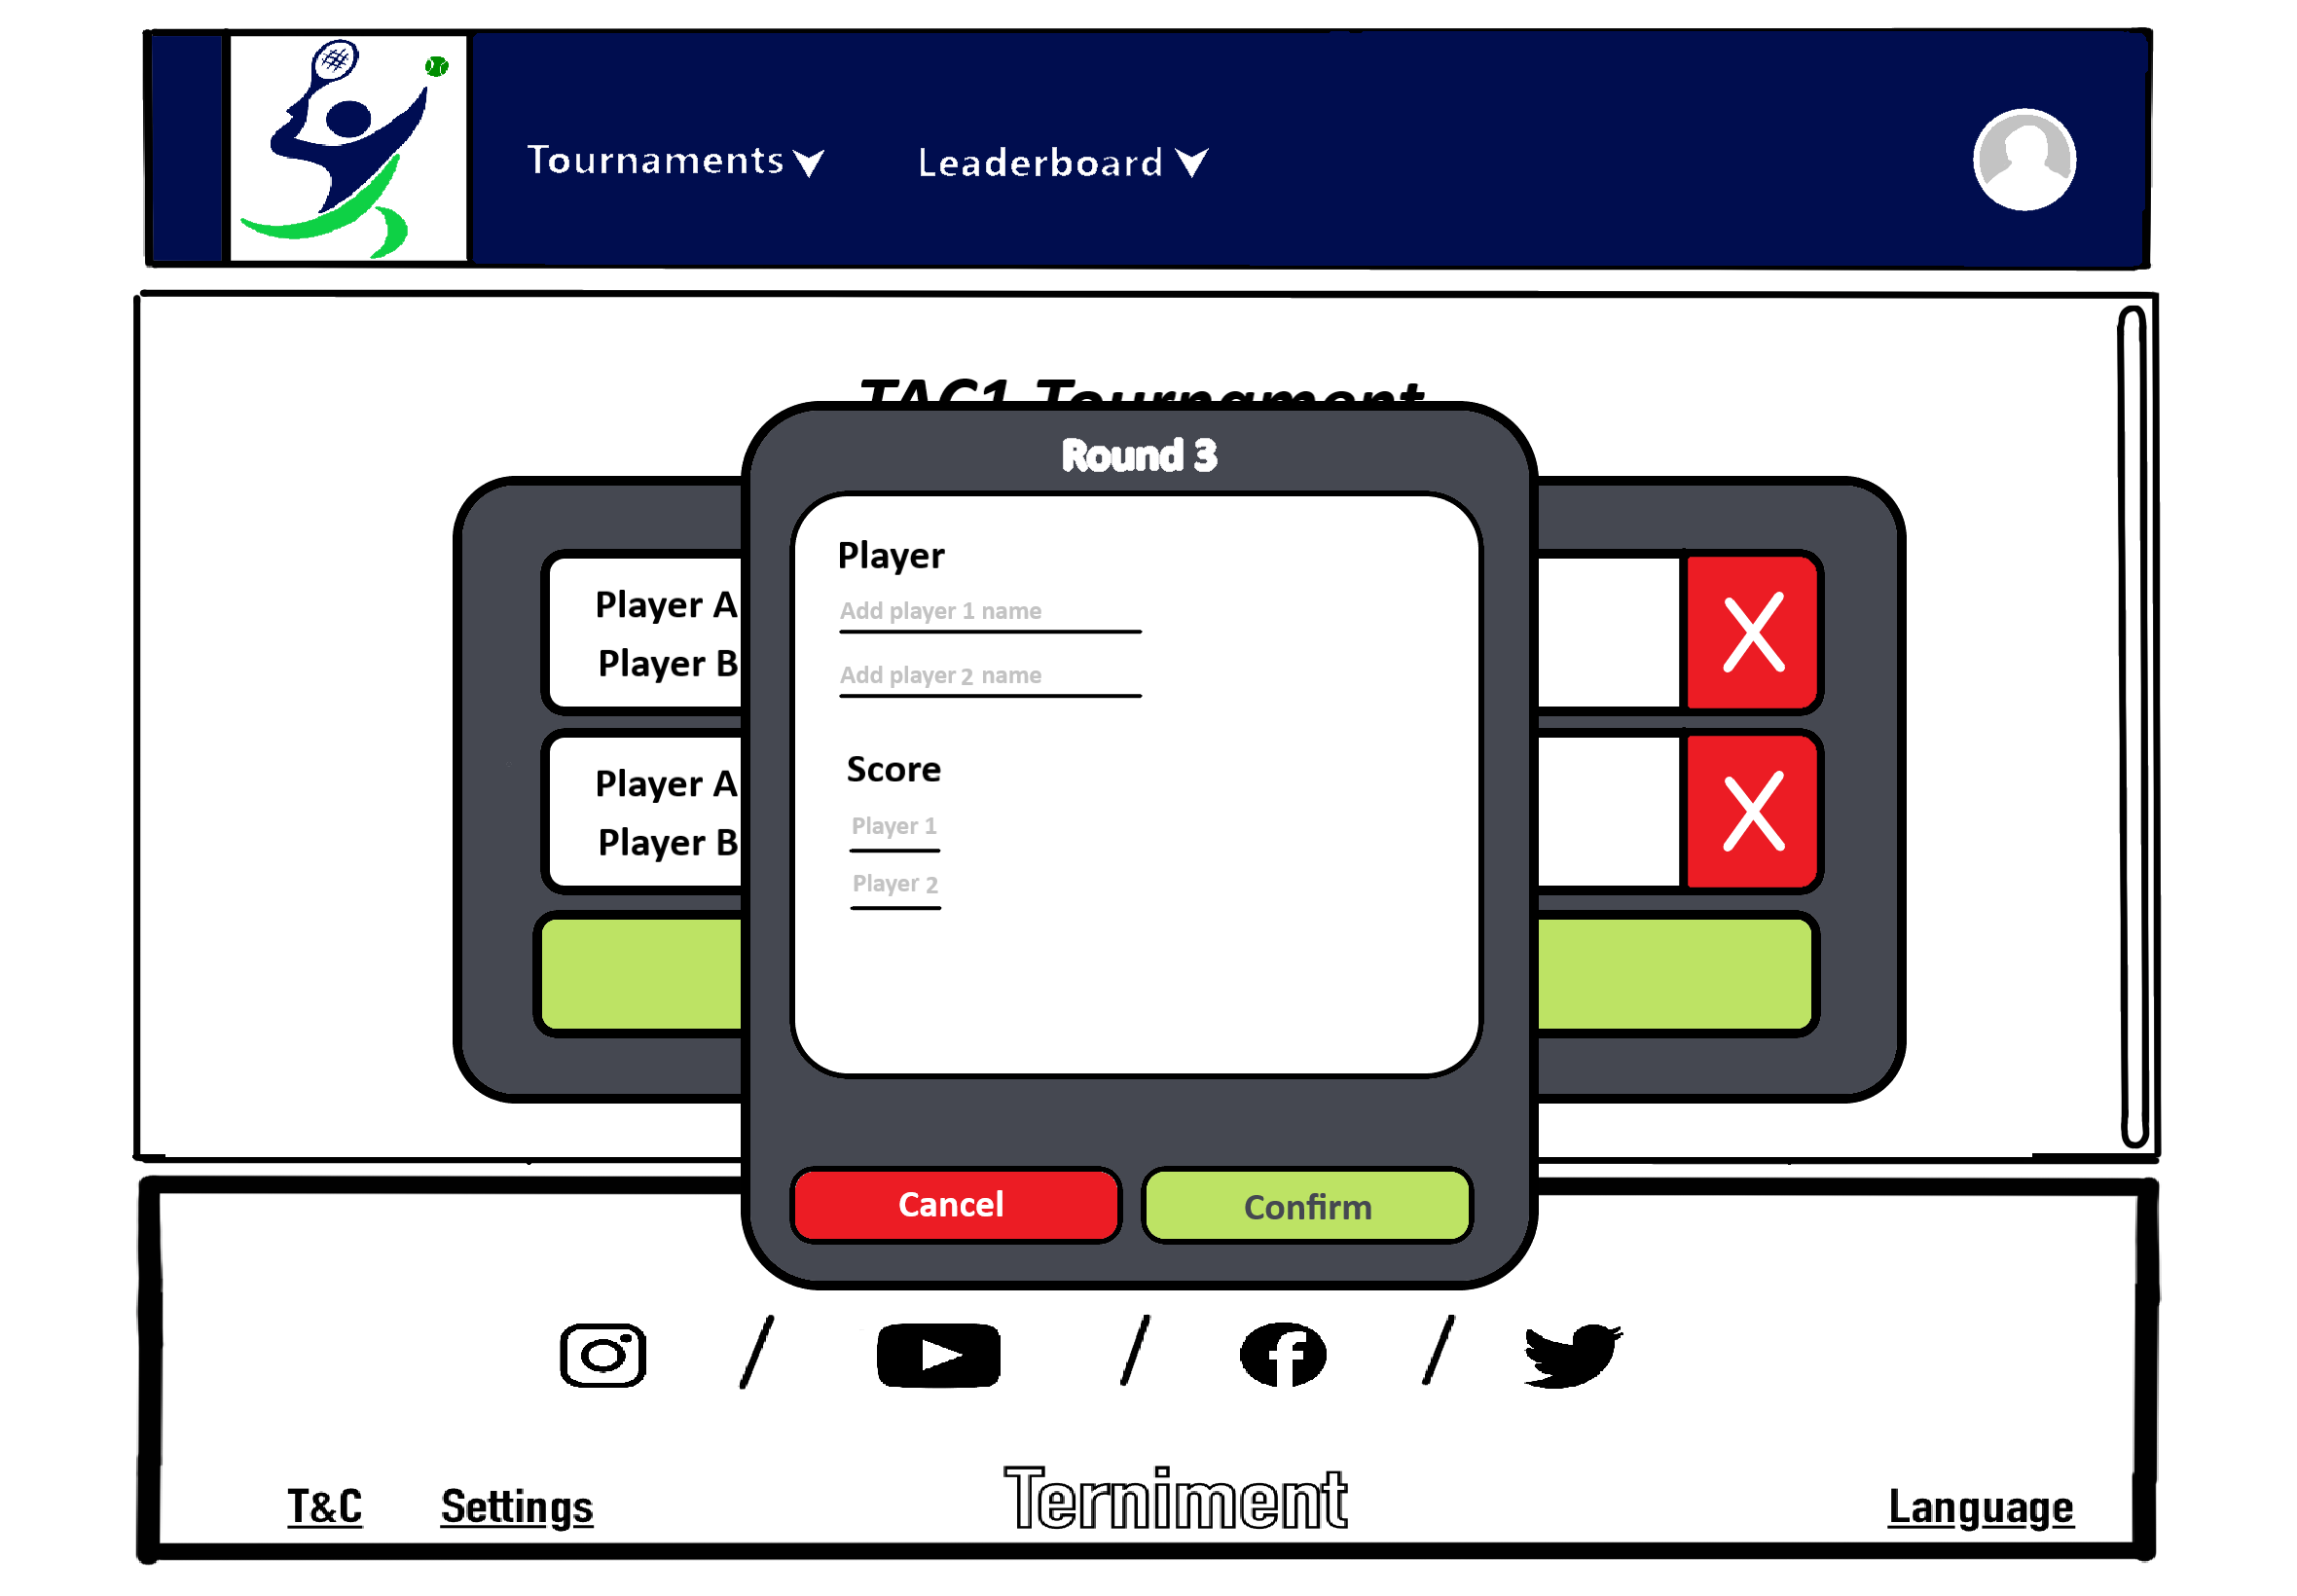 Tournaments
Leaderboard
TAC1 Tournament
Round 3
Player
Add player 1 name
Add player 2 name
Score
Player 1
Player 2
Player A
Player B
Player A
Player B
X
X
Cancel
Confirm
T&C
Settings
Terniment
Language